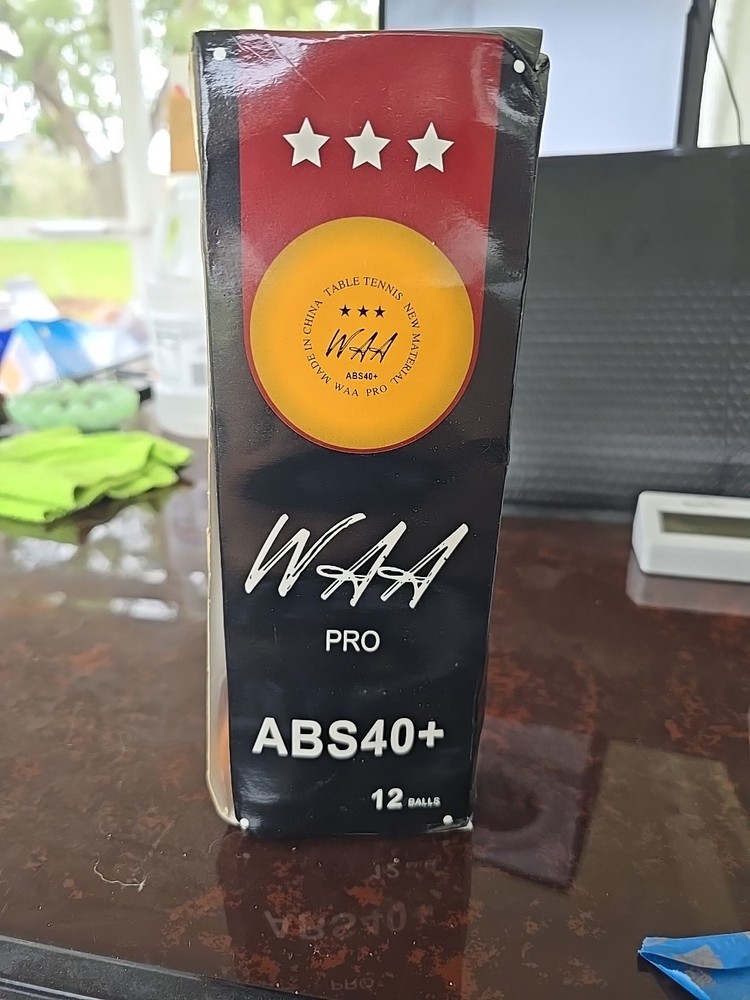 ★★★
MADE IN CHINA TABLE TENNIS NEW MATERIAL
★★★
WAA
ABS40+
WAA PRO
WAA
PRO
ABS40+
12 BALLS